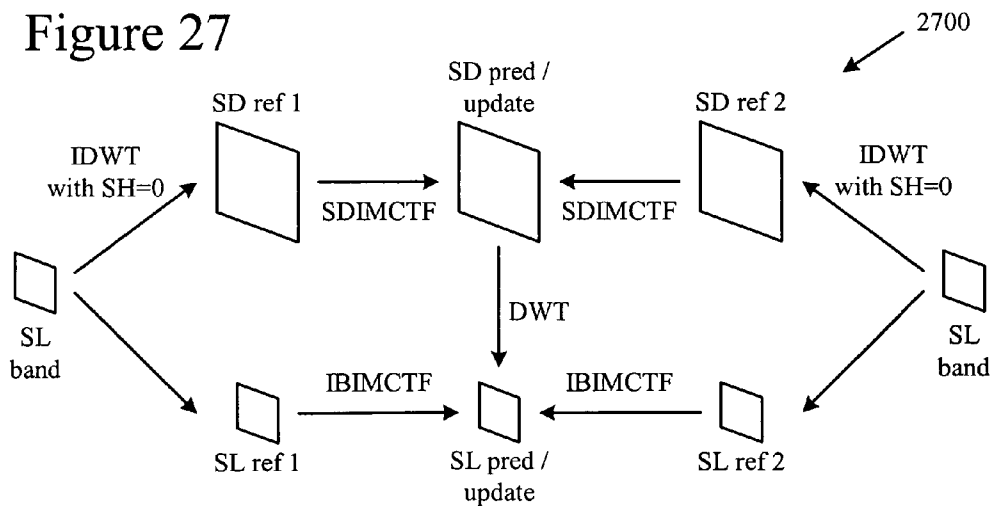 Figure 27
2700
SD ref 1
SD pred /
update
SD ref 2
IDWT
with SH=0
IDWT
with SH=0
SDIMCTF
SDIMCTF
SL
band
DWT
SL
band
IBIMCTF
IBIMCTF
SL ref 1
SL pred /
update
SL ref 2